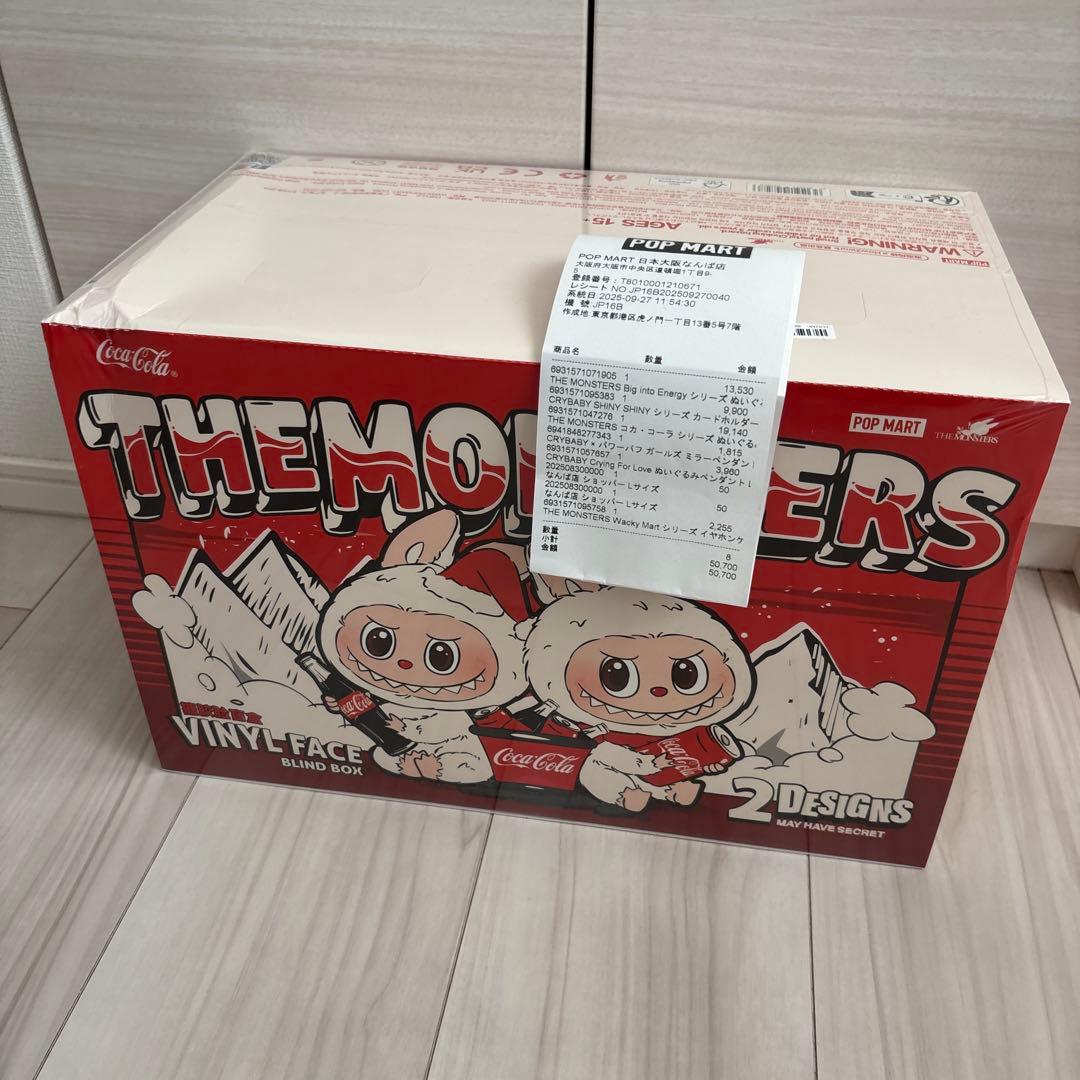 AGES 15+
WARNING!
POP MART
Coca-Cola
THE MON
ERS
POP MART
THEMONSTERS
VINYL FACE
BLIND BOX
Coca-Cola
Coca-Cola
Coca-Cola
2 DESIGNS
MAY HAVE SECRET
POP MART
POP MART 日本大阪なんば店
大阪府大阪市中央区道頓堀1丁目9-
5
登録番号：T8010001210671
レシート NO.JP16B202509270040
系統日:2025-09-27 11:54:30
機 號:JP16B
作成地:東京都港区虎ノ門一丁目13番5号7階
商品名 数量 金額
6931571071905 1 13,530
THE MONSTERS Big into Energy シリーズ ぬいぐ
6931571095383 1 9,900
CRYBABY SHINY SHINY シリーズ カードホルダー
6931571047276 1 19,140
THE MONSTERS コカ・コーラ シリーズ ぬいぐる
6941848277343 1 1,815
CRYBABY × パワーパフ ガールズ ミラーペンダント
6931571057657 1 3,960
CRYBABY Crying For Love ぬいぐるみペンダント
202508300000 1 50
なんば店 ショッパー Lサイズ
202508300000 1 50
なんば店 ショッパー Lサイズ
6931571095758 1 2,255
THE MONSTERS Wacky Mart シリーズ イヤホンケ
数量 8
小計 50,700
金額 50,700